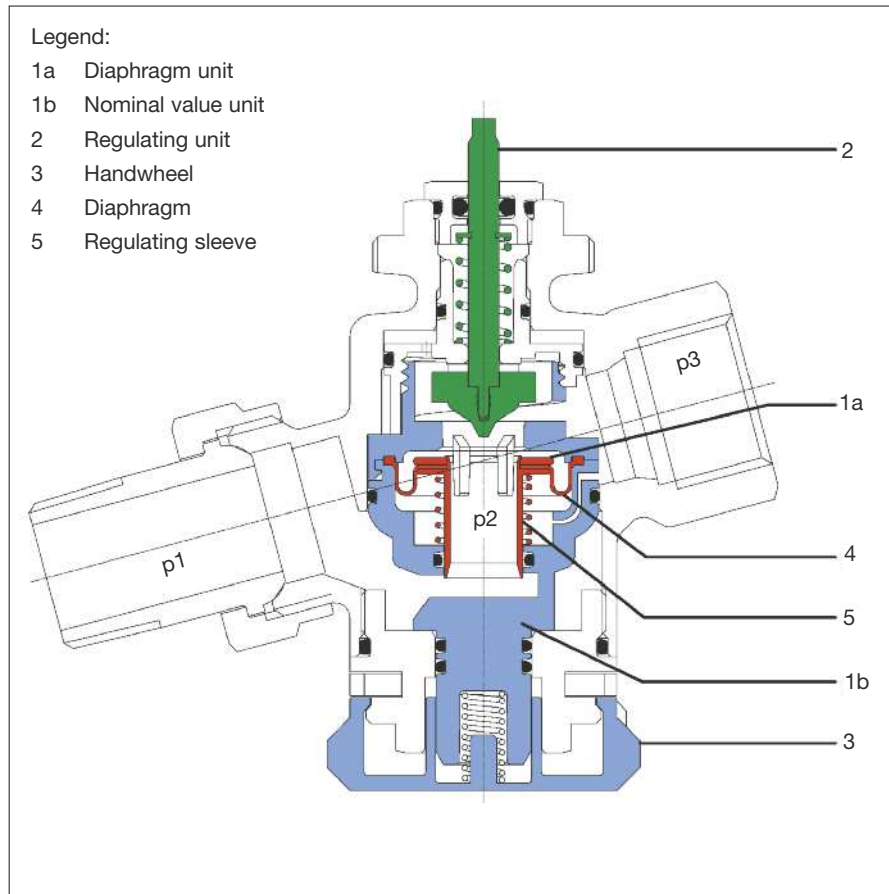 Legend:
1a Diaphragm unit
1b Nominal value unit
2 Regulating unit
3 Handwheel
4 Diaphragm
5 Regulating sleeve
2
p3
1a
p2
p1
4
5
1b
3